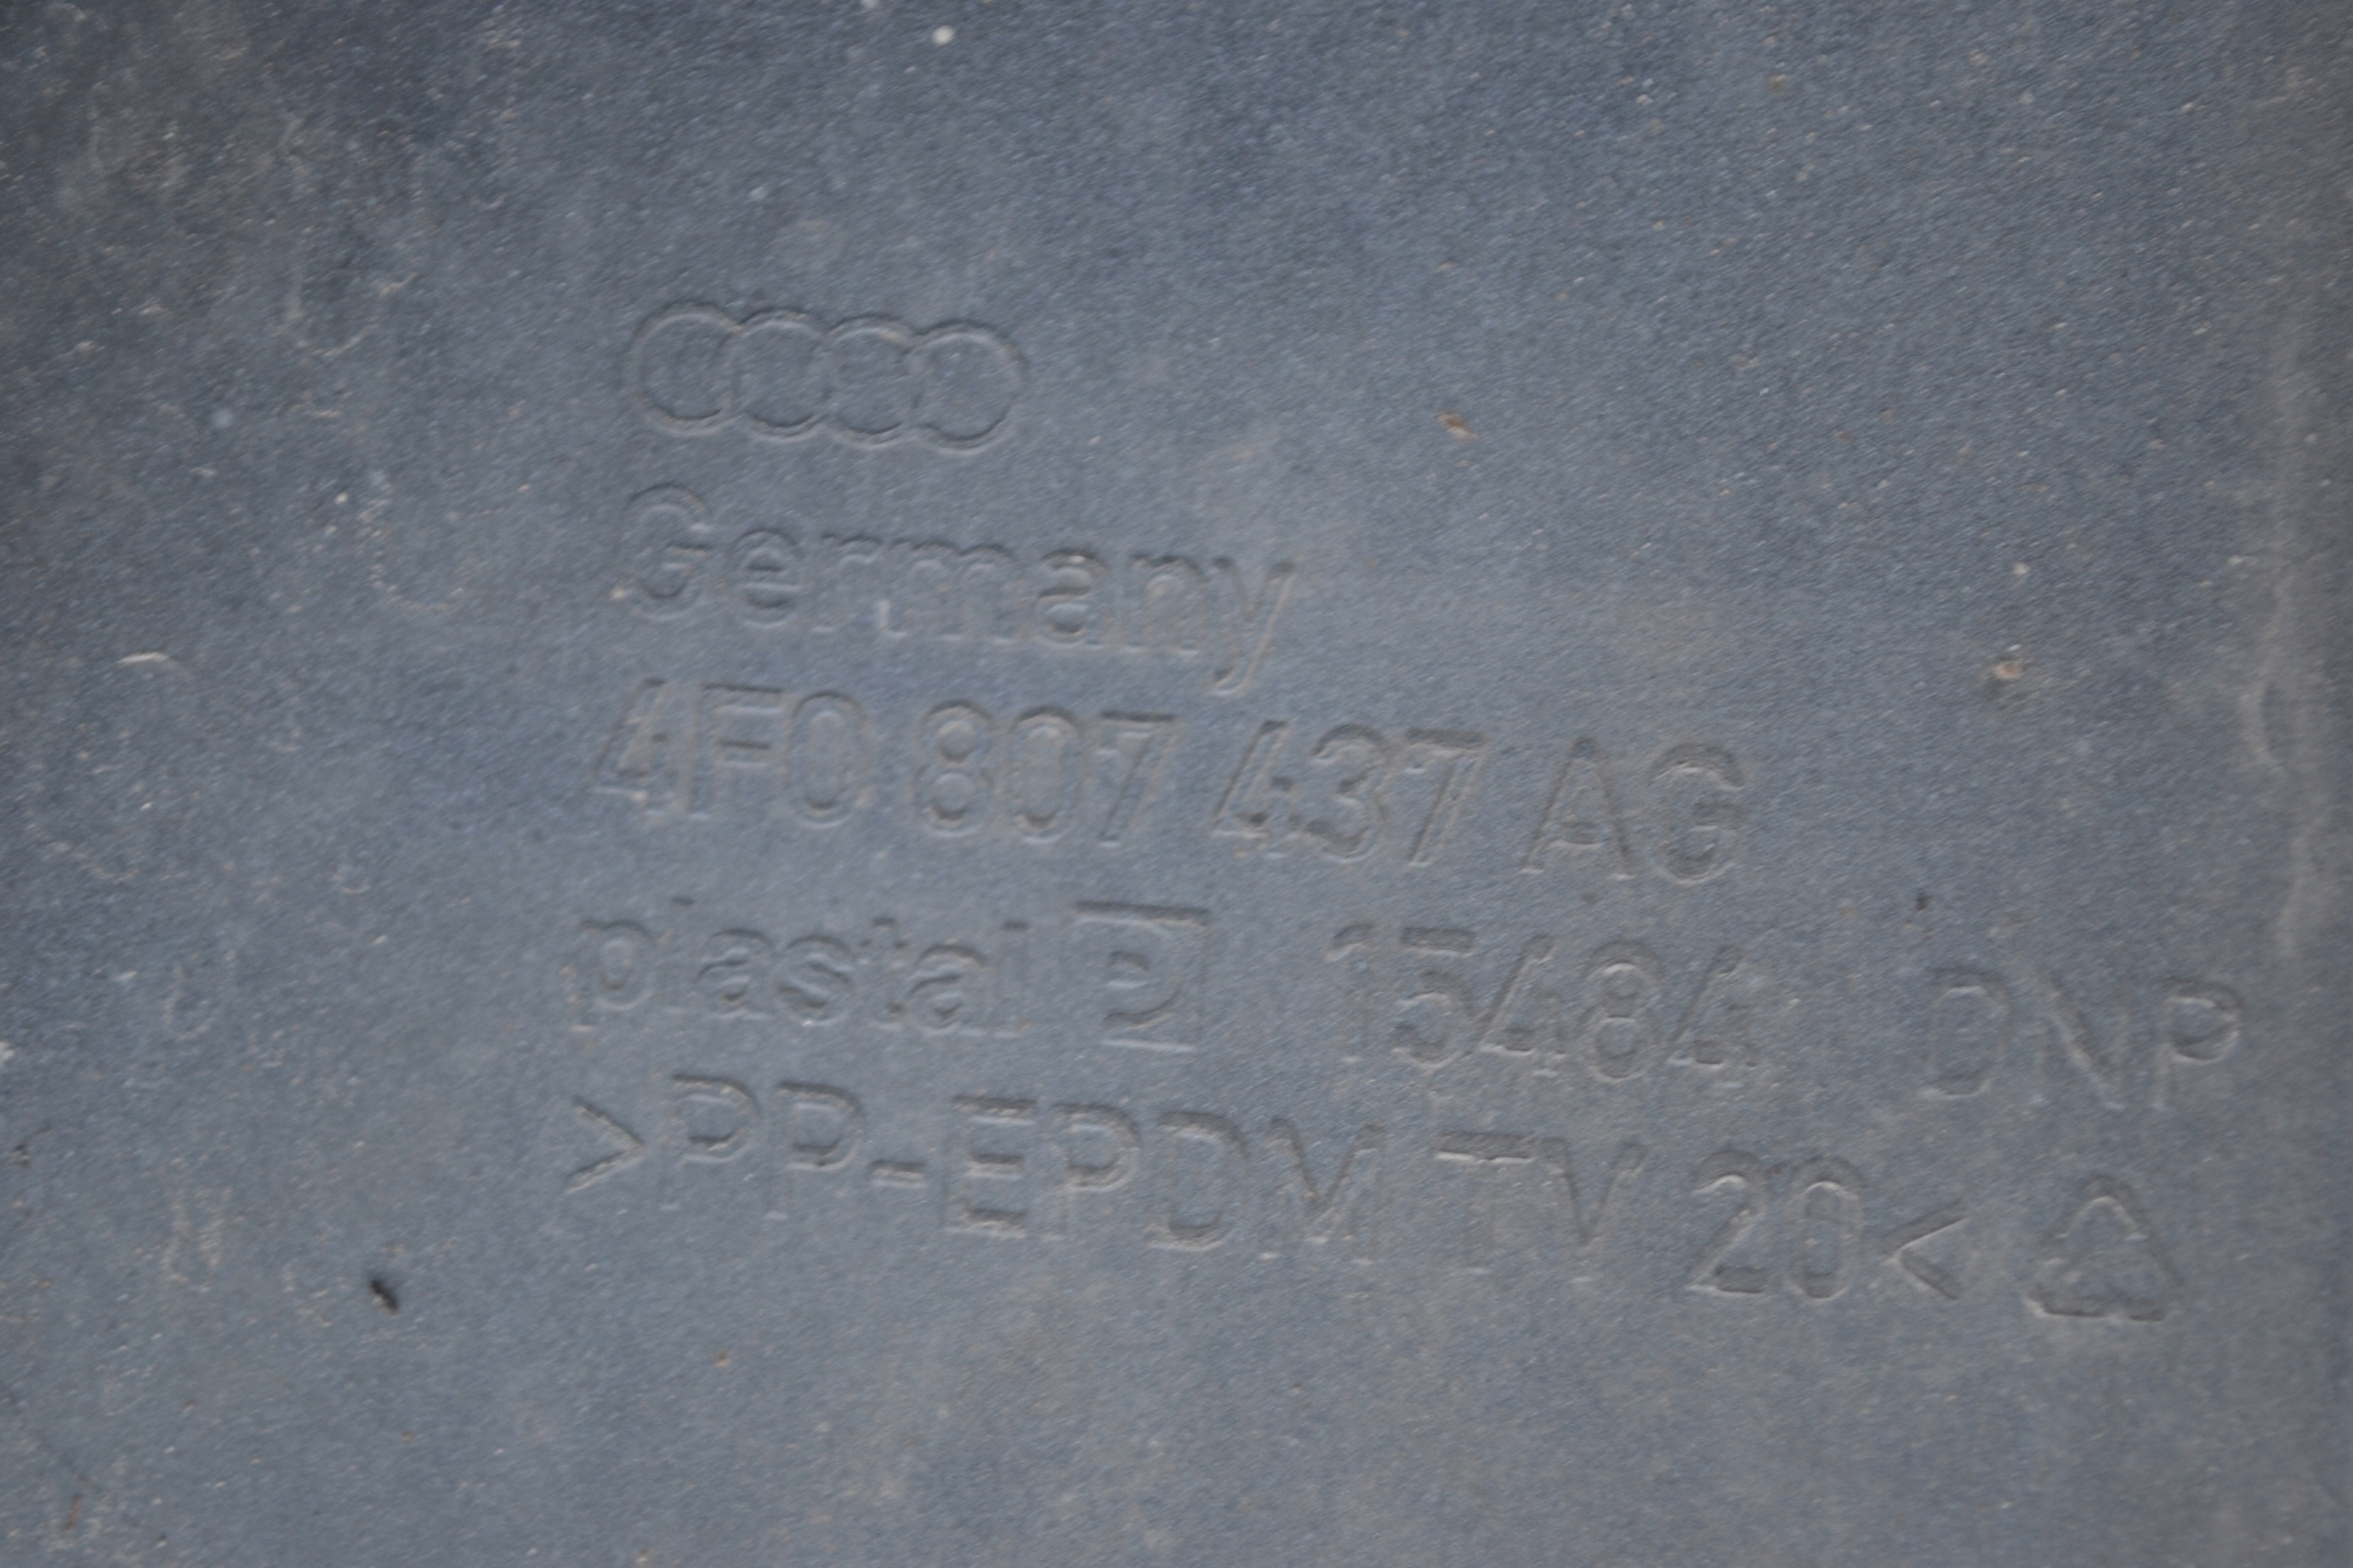 Germany
4F0 807 437 AG
plastal 15484 DNP
>PP-EPDM TV 20<